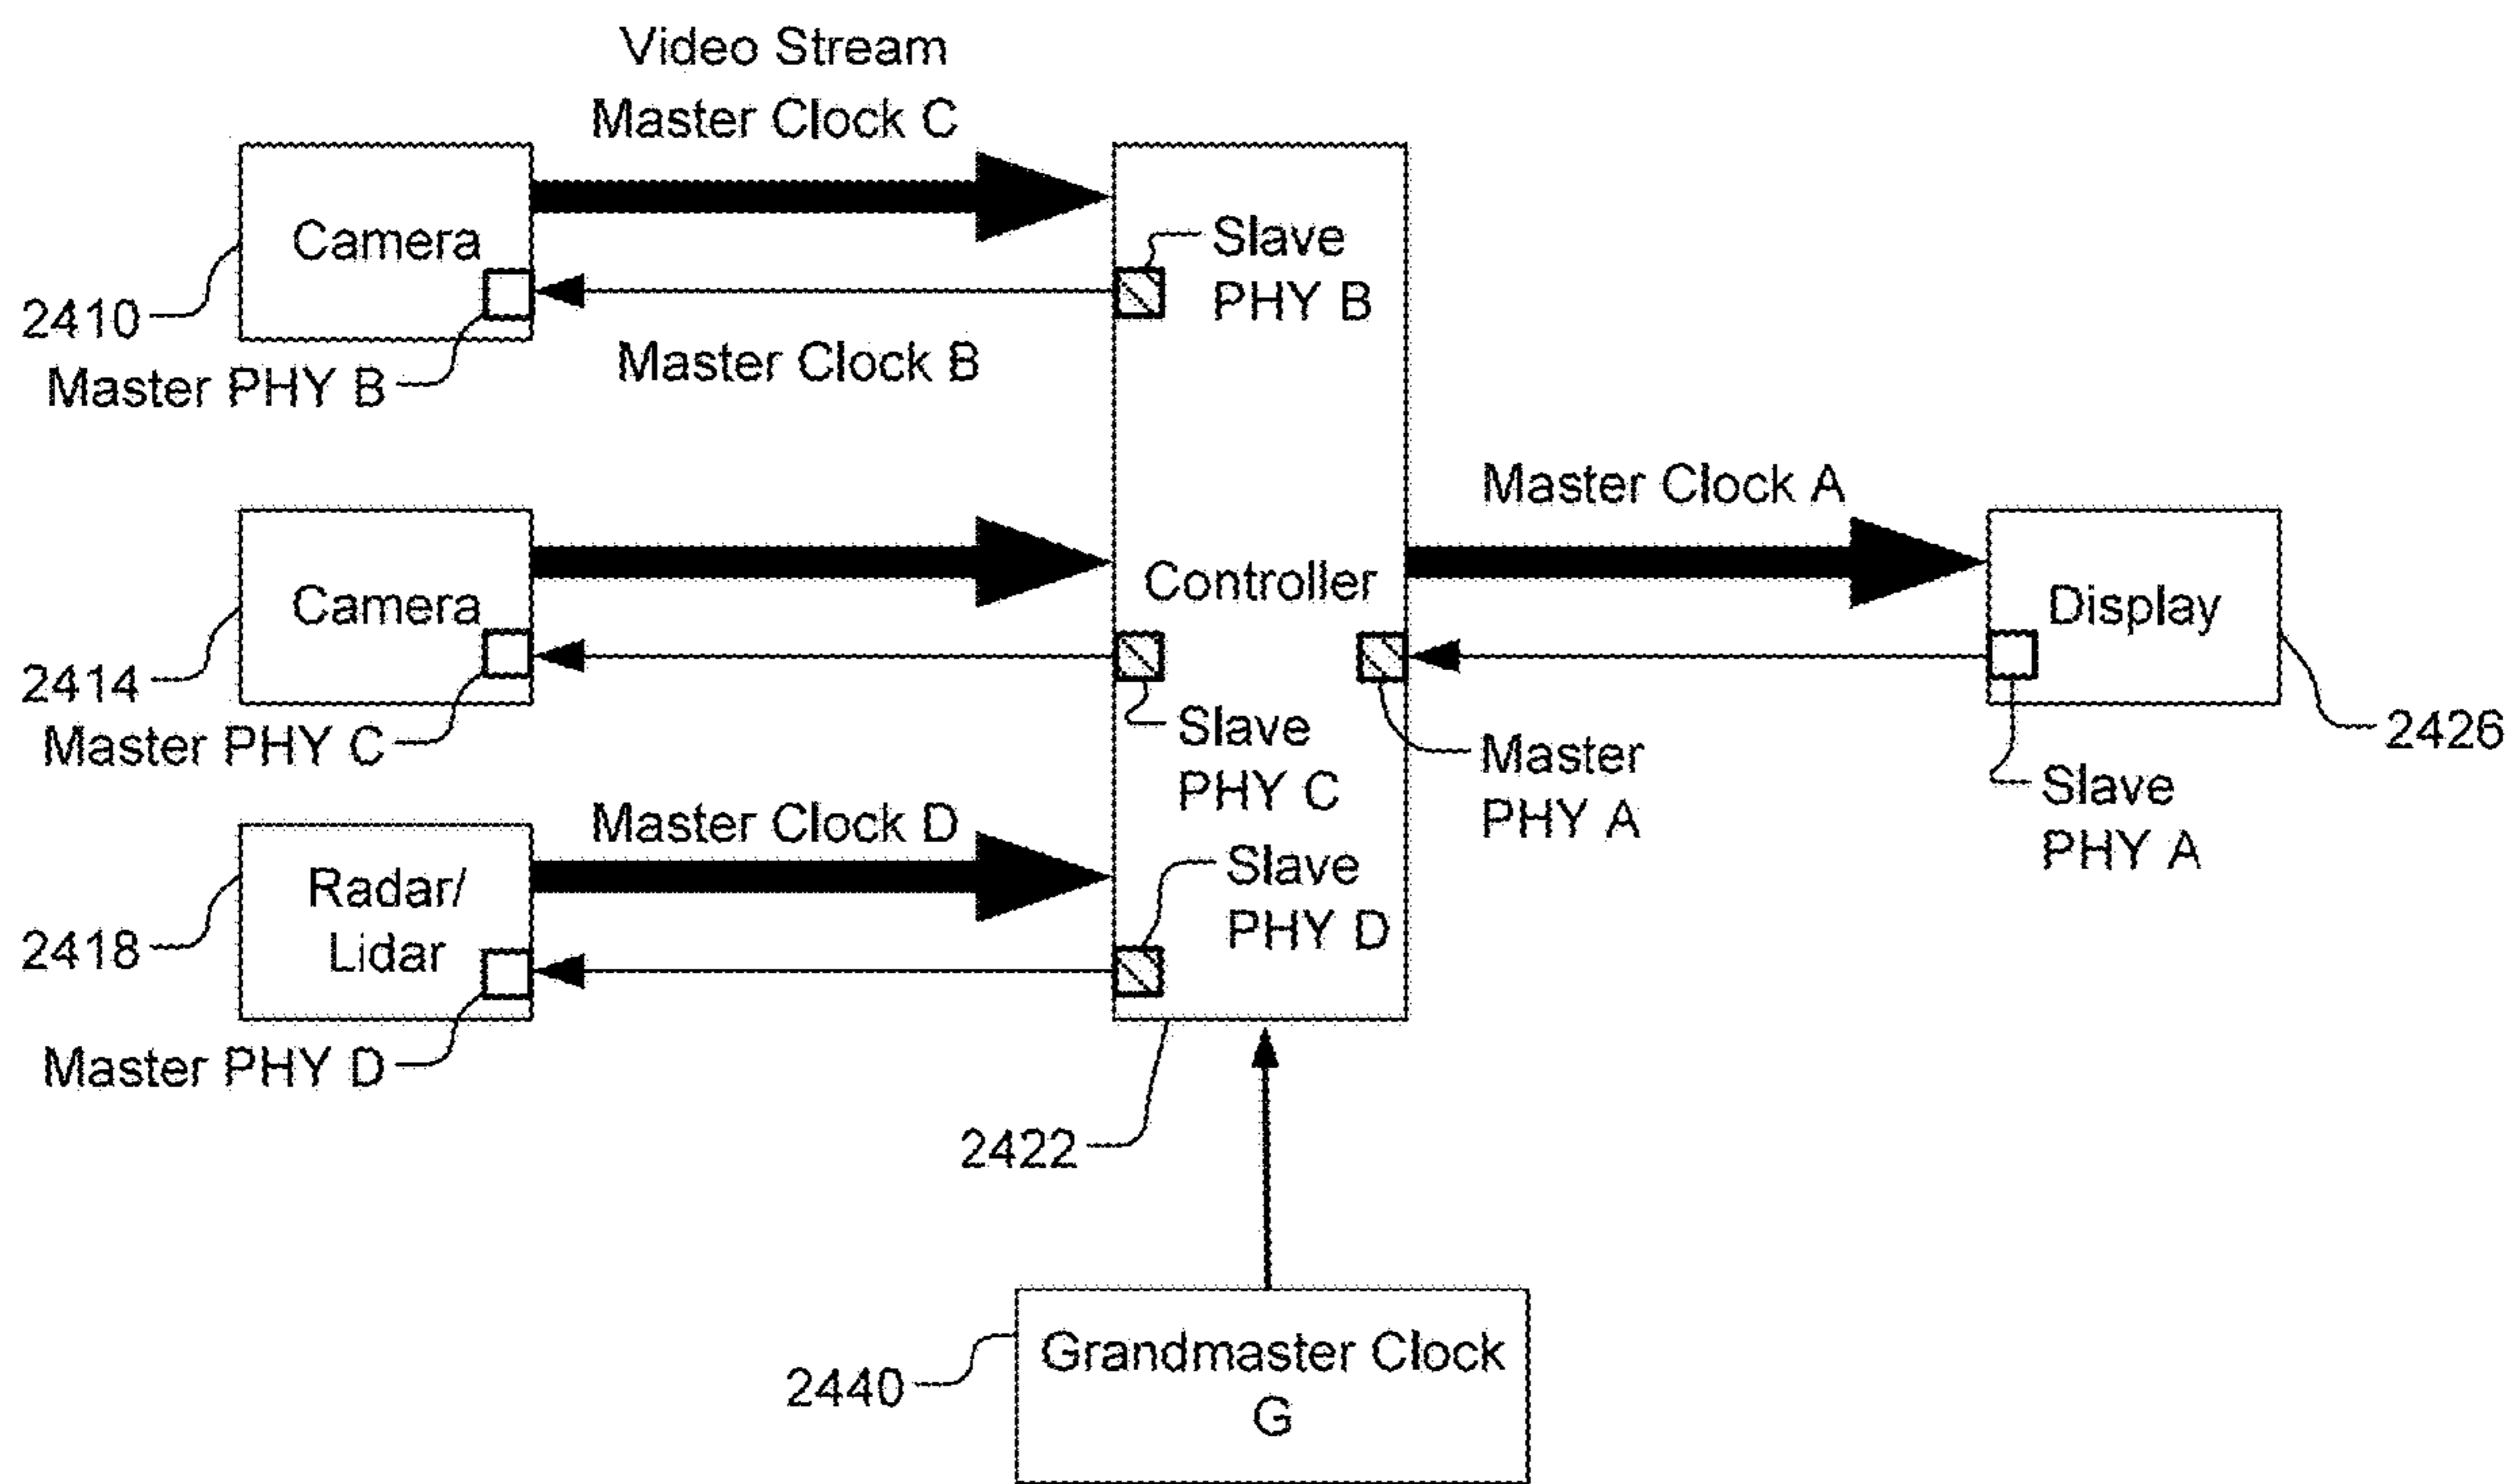 Video Stream
Master Clock C
Camera
2410
Master PHY B
Master Clock B
Slave
PHY B
Camera
2414
Master PHY C
Controller
Slave
PHY C
Master Clock A
Display
2426
Master
PHY A
Slave
PHY A
Master Clock D
Radar/
Lidar
2418
Master PHY D
Slave
PHY D
2422
2440
Grandmaster Clock
G